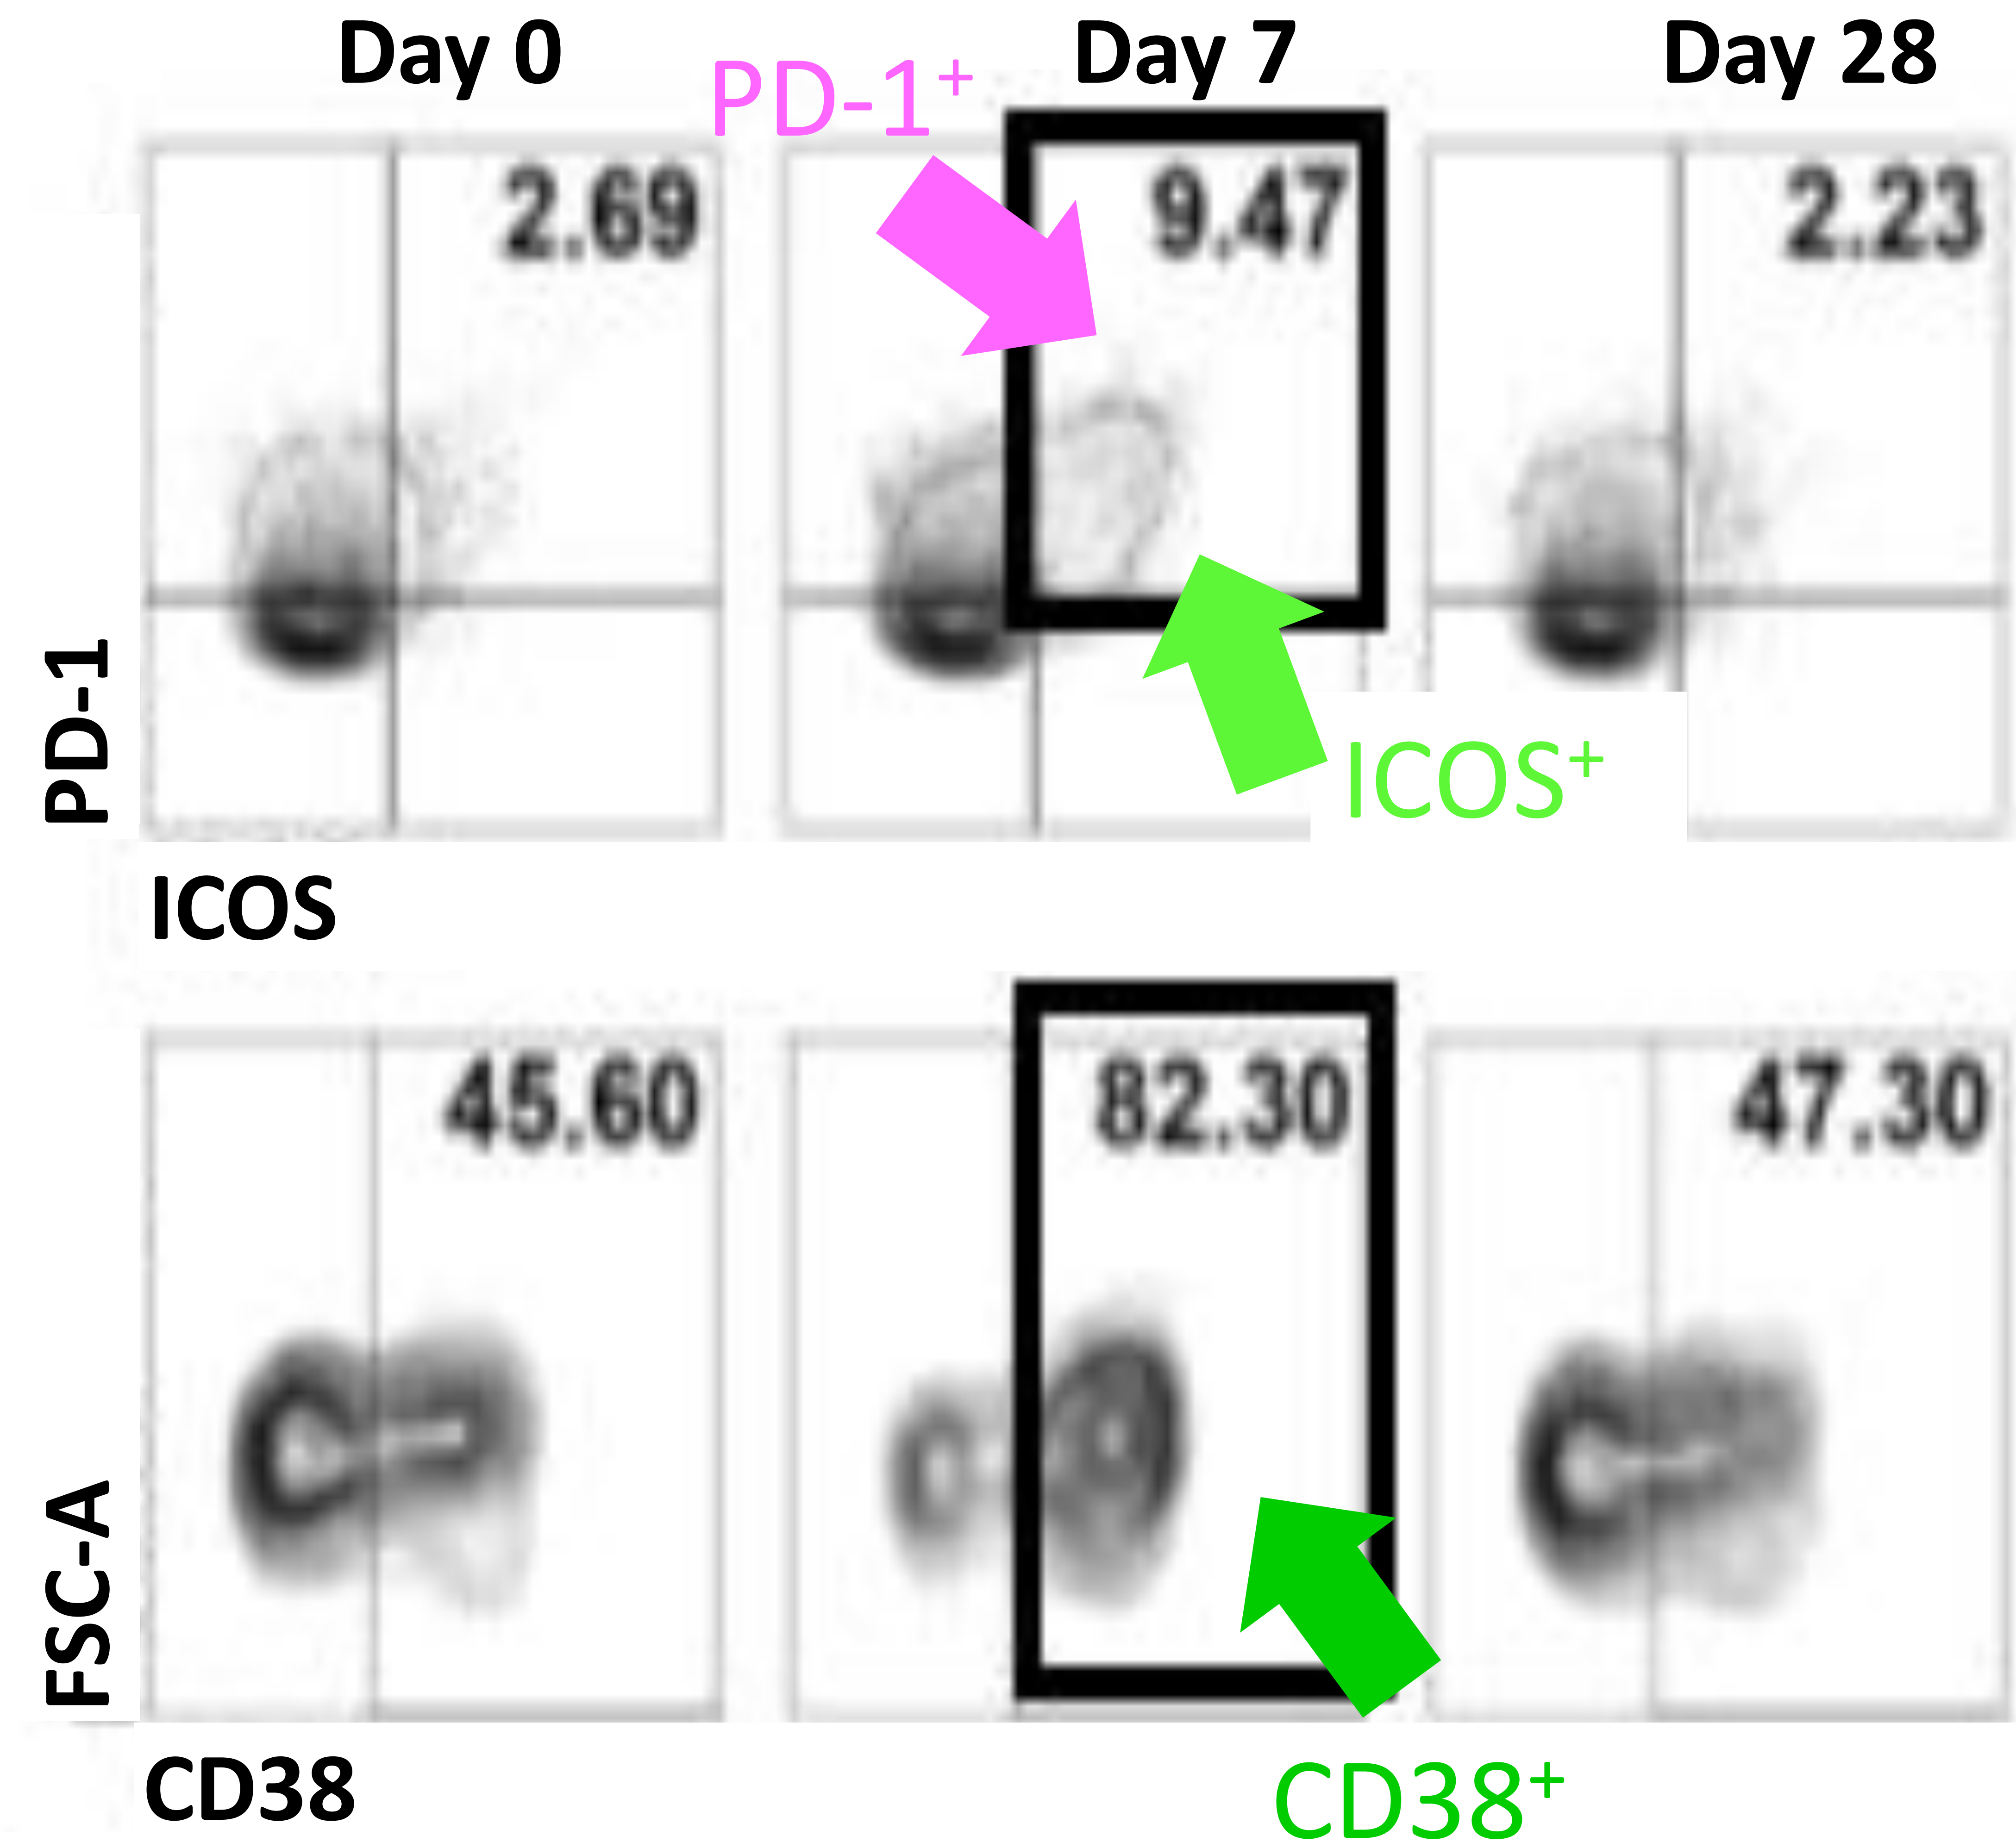 Day 0 Day 7 Day 28
PD-1⁺
2.69 9.47 2.23
PD-1
ICOS⁺
ICOS
45.60 82.30 47.30
FSC-A
CD38
CD38⁺